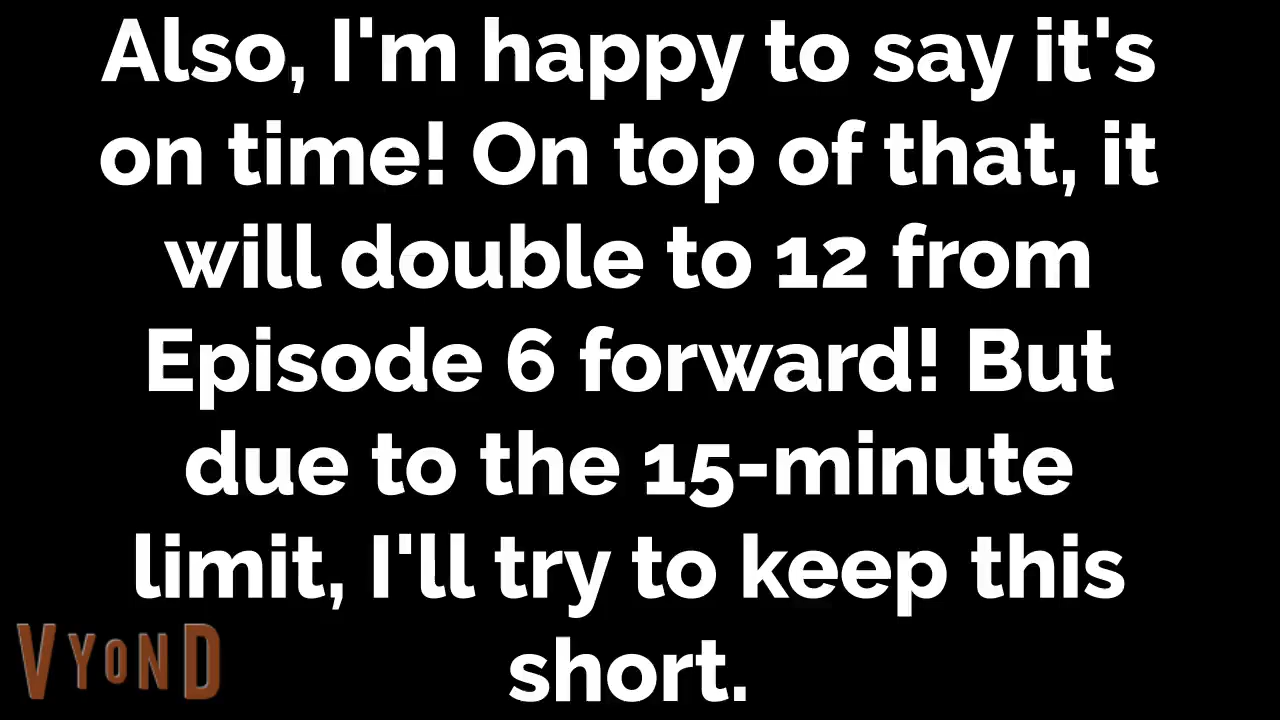 Also, I'm happy to say it's
on time! On top of that, it
will double to 12 from
Episode 6 forward! But
due to the 15-minute
limit, I'll try to keep this
short.
VYOND